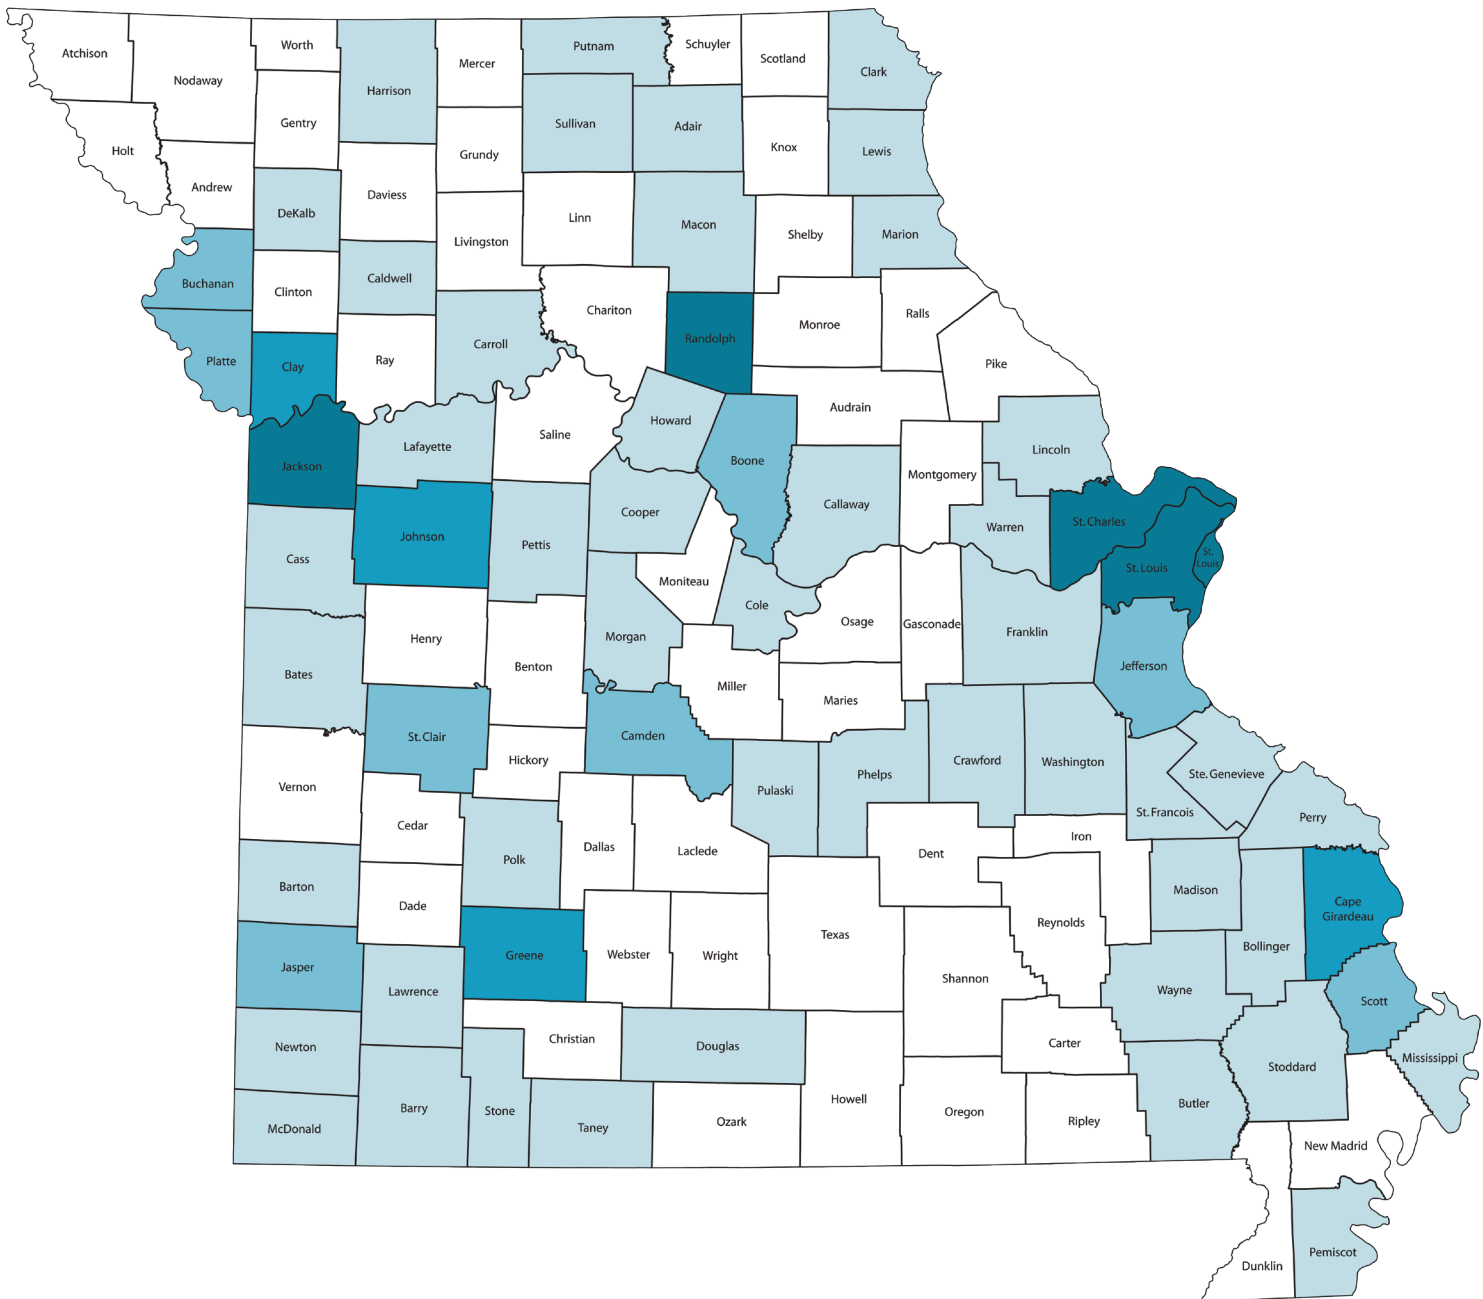 Atchison
Nodaway
Worth
Harrison
Mercer
Putnam
Schuyler
Scotland
Clark
Holt
Gentry
Grundy
Sullivan
Adair
Knox
Lewis
Andrew
DeKalb
Daviess
Livingston
Linn
Macon
Shelby
Marion
Buchanan
Clinton
Caldwell
Carroll
Chariton
Randolph
Monroe
Ralls
Pike
Platte
Clay
Ray
Saline
Howard
Boone
Audrain
Montgomery
Lincoln
Jackson
Lafayette
Johnson
Pettis
Cooper
Callaway
Warren
St. Charles
St. Louis
St.
Louis
Cass
Moniteau
Cole
Osage
Gasconade
Franklin
Jefferson
Bates
Henry
Benton
Morgan
Miller
Maries
St. Clair
Hickory
Camden
Pulaski
Phelps
Crawford
Washington
St. Francois
Ste. Genevieve
Perry
Vernon
Cedar
Polk
Dallas
Laclede
Dent
Iron
Madison
Bollinger
Cape
Girardeau
Barton
Dade
Greene
Webster
Wright
Texas
Reynolds
Shannon
Wayne
Scott
Jasper
Lawrence
Christian
Douglas
Carter
Stoddard
Mississippi
Newton
McDonald
Barry
Stone
Taney
Ozark
Howell
Oregon
Ripley
Butler
New Madrid
Dunklin
Pemiscot